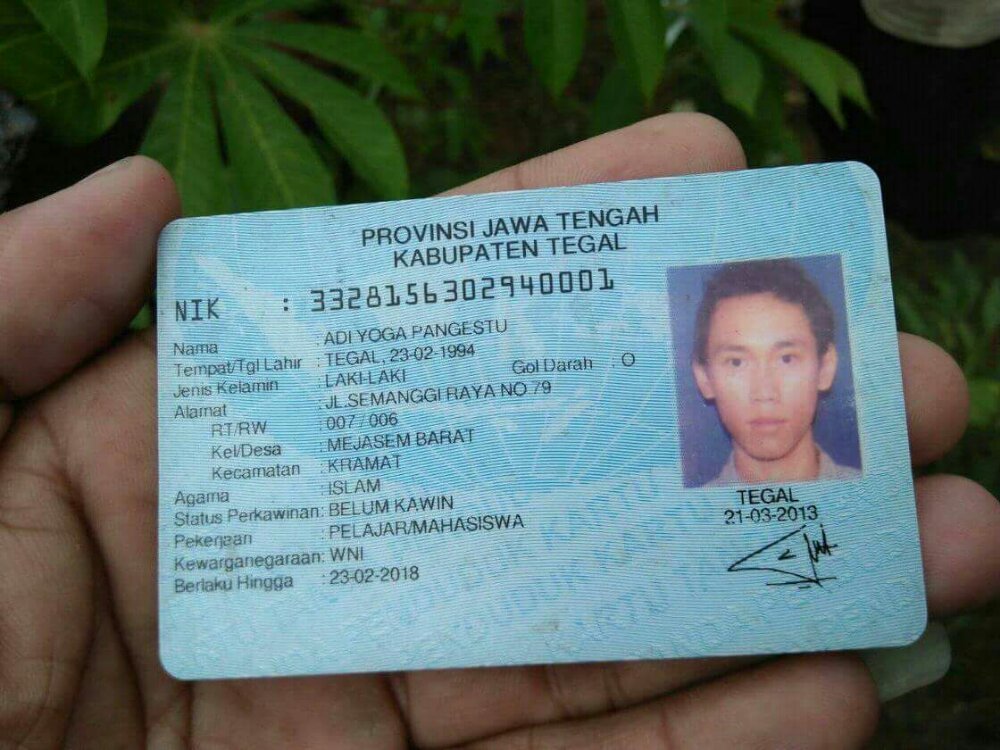 PROVINSI JAWA TENGAH
KABUPATEN TEGAL
NIK : 3328156302940001
Nama : ADI YOGA PANGESTU
Tempat/Tgl Lahir : TEGAL, 23-02-1994
Jenis Kelamin : LAKI-LAKI Gol Darah : O
Alamat : JL.SEMANGGI RAYA NO 79
RT/RW : 007 / 006
Kel/Desa : MEJASEM BARAT
Kecamatan : KRAMAT
Agama : ISLAM
Status Perkawinan: BELUM KAWIN
Pekerjaan : PELAJAR/MAHASISWA
Kewarganegaraan: WNI
Berlaku Hingga : 23-02-2018
TEGAL
21-03-2013